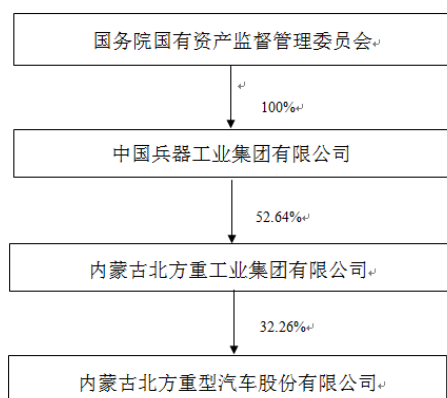 国务院国有资产监督管理委员会
100%
中国兵器工业集团有限公司
52.64%
内蒙古北方重工业集团有限公司
32.26%
内蒙古北方重型汽车股份有限公司